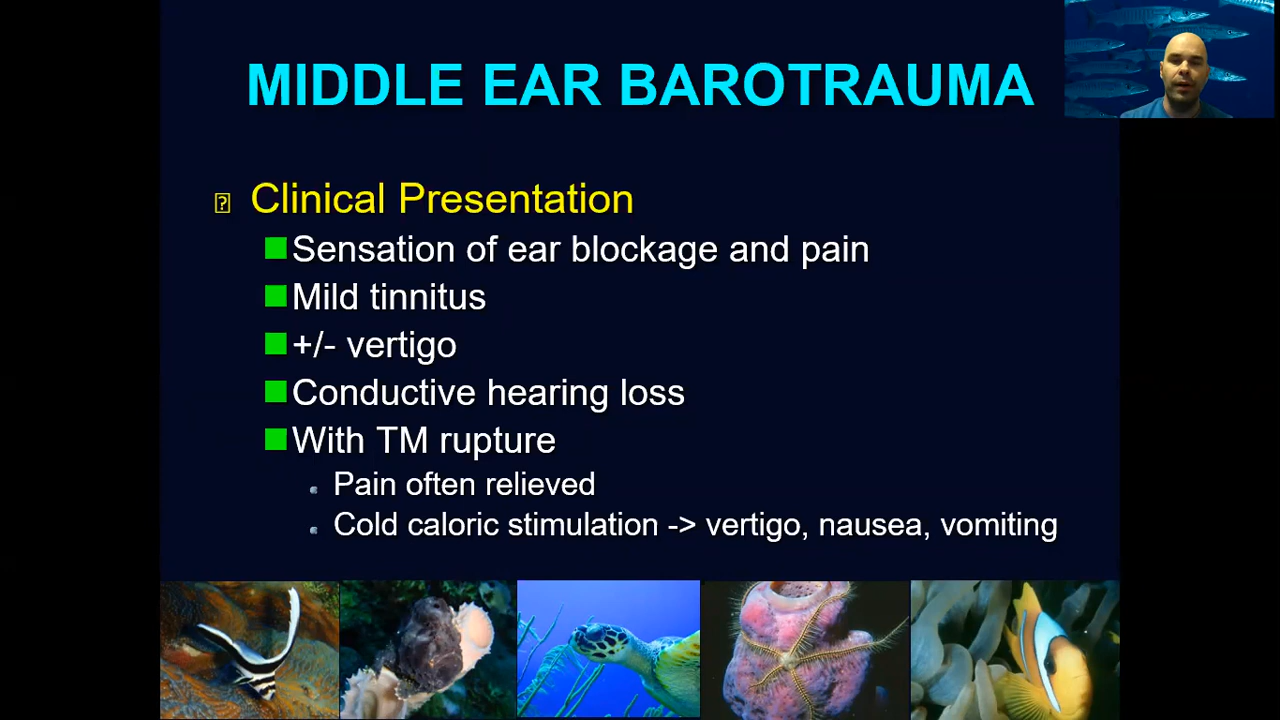 MIDDLE EAR BAROTRAUMA
Clinical Presentation
Sensation of ear blockage and pain
Mild tinnitus
+/- vertigo
Conductive hearing loss
With TM rupture
Pain often relieved
Cold caloric stimulation -> vertigo, nausea, vomiting